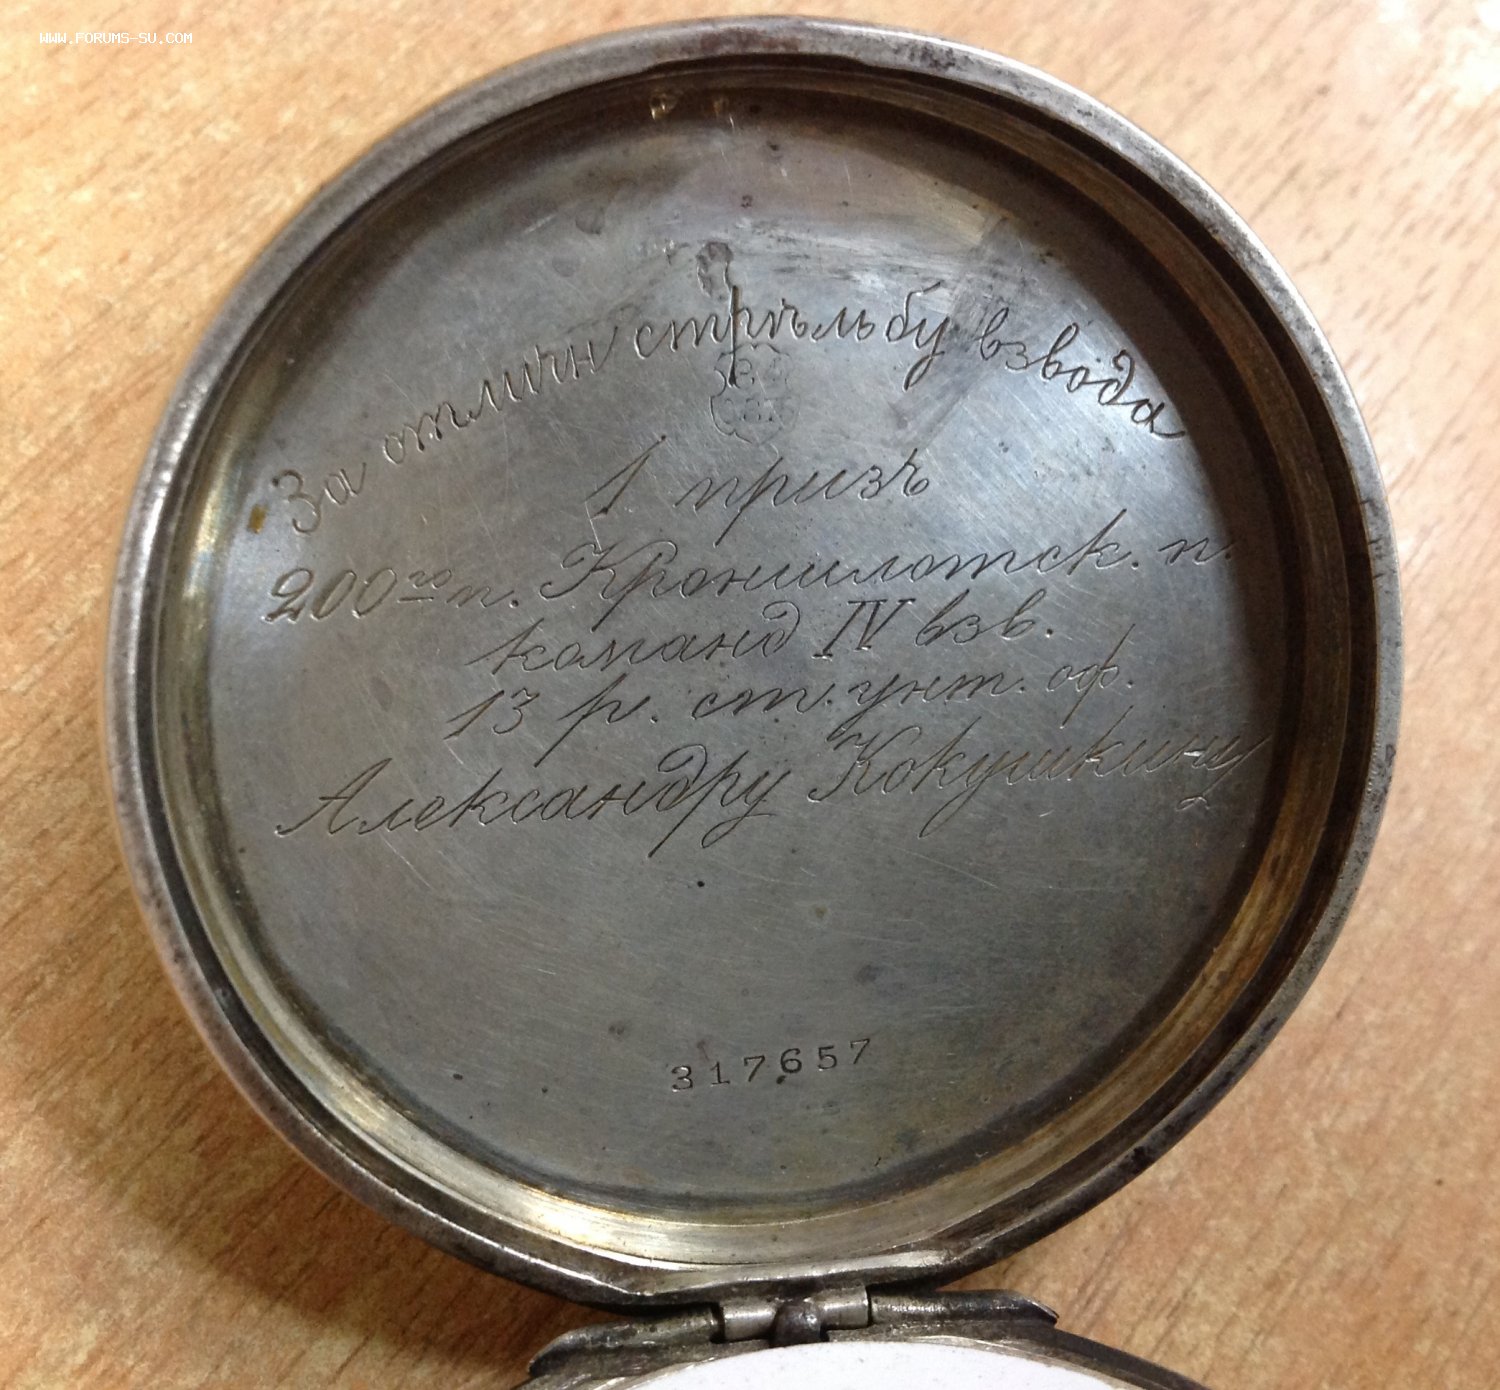 WWW.FORUMS-SU.COM
За отличн стрѣльбу взвода
1 призъ
200го п. Кроншлотск. п.
команд IV взв.
13 р. ст. унт. оф.
Александру Кокушкину
317657